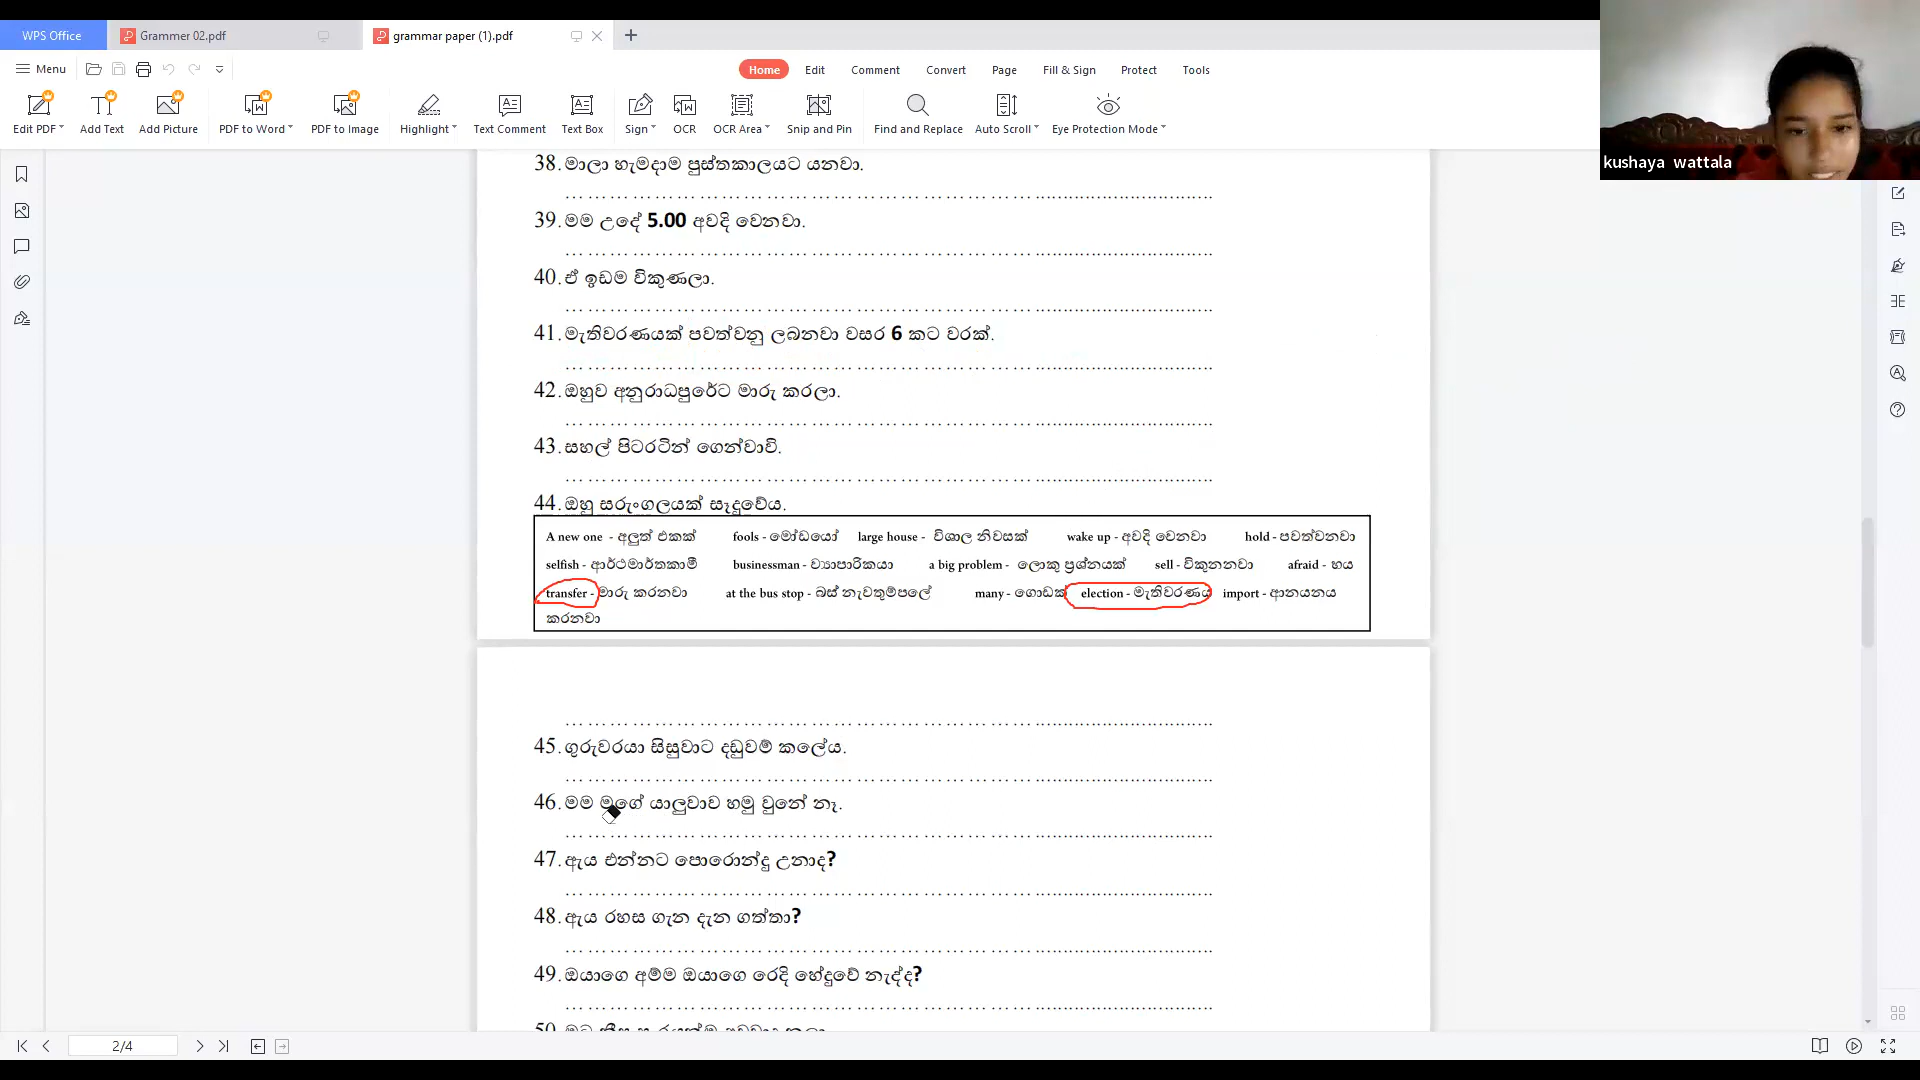 WPS Office
Grammer 02.pdf
grammar paper (1).pdf
Menu
Home Edit Comment Convert Page Fill & Sign Protect Tools
Edit PDF Add Text Add Picture PDF to Word PDF to Image Highlight Text Comment Text Box Sign OCR OCR Area Snip and Pin Find and Replace Auto Scroll Eye Protection Mode
kushaya wattala
38. මාලා හැමදාම පුස්තකාලයට යනවා.
39. මම උදේ 5.00 අවදි වෙනවා.
40. ඒ ඉඩම විකුණලා.
41. මැතිවරණයක් පවත්වනු ලබනවා වසර 6 කට වරක්.
42. ඔහුව අනුරාධපුරේට මාරු කරලා.
43. සහල් පිටරටින් ගෙන්වාවි.
44. ඔහු සරුංගලයක් සෑදුවේය.
A new one - අලුත් එකක් fools - මෝඩයෝ large house - විශාල නිවසක් wake up - අවදි වෙනවා hold - පවත්වනවා
selfish - ආර්ථමාර්තකාමී businessman - ව්‍යාපාරිකයා a big problem - ලොකු ප්‍රශ්නයක් sell - විකුනනවා afraid - භය
transfer - මාරු කරනවා at the bus stop - බස් නැවතුම්පලේ many - ගොඩක් election - මැතිවරණය import - ආනයනය
කරනවා
45. ගුරුවරයා සිසුවාට දඩුවම් කලේය.
46. මම මගේ යාලුවාව හමු වුනේ නෑ.
47. ඇය එන්නට පොරොන්දු උනාද?
48. ඇය රහස ගැන දැන ගත්තා?
49. ඔයාගෙ අම්ම ඔයාගෙ රෙදි හේදුවේ නැද්ද?
50.
2/4